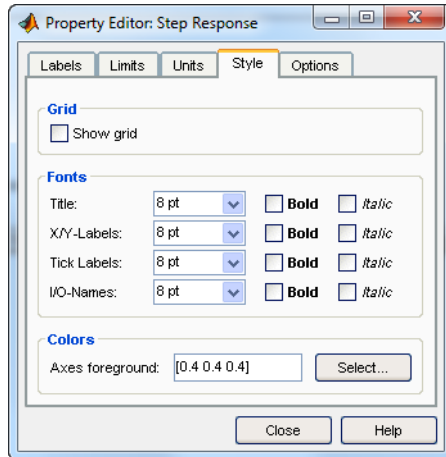 Property Editor: Step Response
Labels Limits Units Style Options
Grid
Show grid
Fonts
Title: 8 pt Bold Italic
X/Y-Labels: 8 pt Bold Italic
Tick Labels: 8 pt Bold Italic
I/O-Names: 8 pt Bold Italic
Colors
Axes foreground: [0.4 0.4 0.4] Select...
Close Help